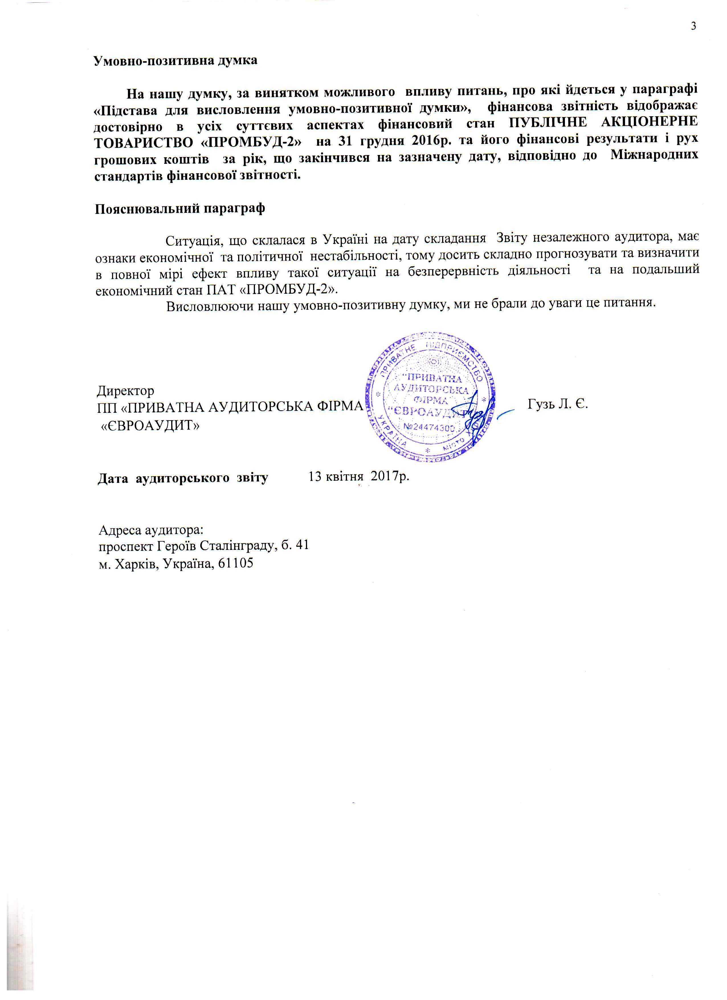 3
Умовно-позитивна думка
На нашу думку, за винятком можливого впливу питань, про які йдеться у параграфі
«Підстава для висловлення умовно-позитивної думки», фінансова звітність відображає
достовірно в усіх суттєвих аспектах фінансовий стан ПУБЛІЧНЕ АКЦІОНЕРНЕ
ТОВАРИСТВО «ПРОМБУД-2» на 31 грудня 2016р. та його фінансові результати і рух
грошових коштів за рік, що закінчився на зазначену дату, відповідно до Міжнародних
стандартів фінансової звітності.
Пояснювальний параграф
Ситуація, що склалася в Україні на дату складання Звіту незалежного аудитора, має
ознаки економічної та політичної нестабільності, тому досить складно прогнозувати та визначити
в повної мірі ефект впливу такої ситуації на безперервність діяльності та на подальший
економічний стан ПАТ «ПРОМБУД-2».
Висловлюючи нашу умовно-позитивну думку, ми не брали до уваги це питання.
ПРИВАТНЕ ПІДПРИЄМСТВО
"ПРИВАТНА
АУДИТОРСЬКА
ФІРМА
"ЄВРОАУДИТ
№24474300
УКРАЇНА
місто
Директор
ПП «ПРИВАТНА АУДИТОРСЬКА ФІРМА
«ЄВРОАУДИТ»
Гузь Л. Є.
Дата аудиторського звіту 13 квітня 2017р.
Адреса аудитора:
проспект Героїв Сталінграду, б. 41
м. Харків, Україна, 61105